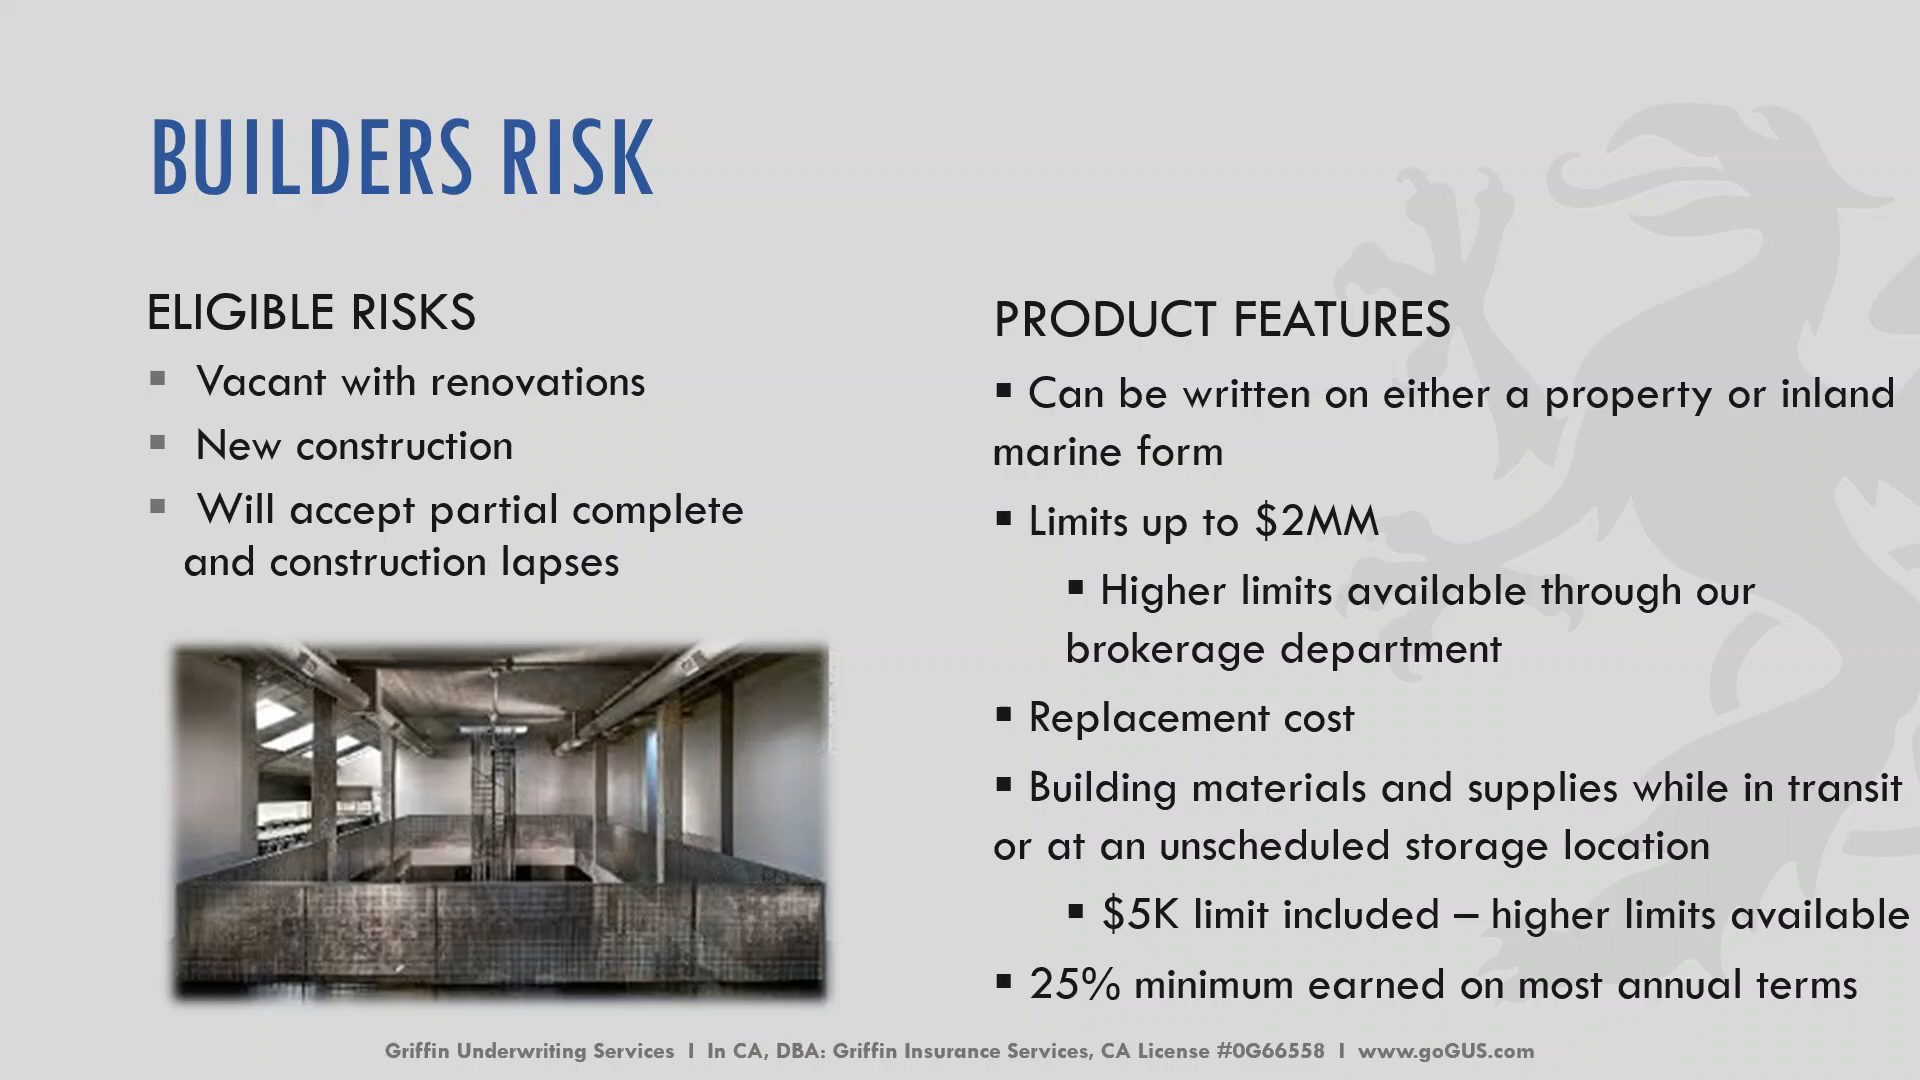 BUILDERS RISK
ELIGIBLE RISKS
▪ Vacant with renovations
▪ New construction
▪ Will accept partial complete
and construction lapses
PRODUCT FEATURES
▪ Can be written on either a property or inland
marine form
▪ Limits up to $2MM
▪ Higher limits available through our
brokerage department
▪ Replacement cost
▪ Building materials and supplies while in transit
or at an unscheduled storage location
▪ $5K limit included – higher limits available
▪ 25% minimum earned on most annual terms
Griffin Underwriting Services I In CA, DBA: Griffin Insurance Services, CA License #0G66558 I www.goGUS.com